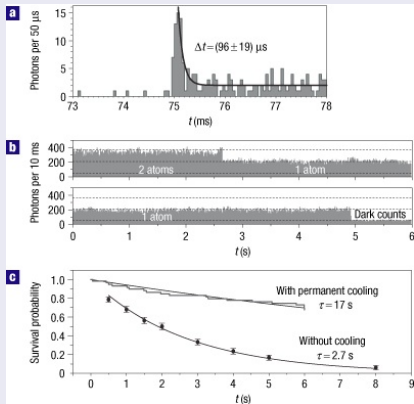 a
Photons per 50 μs
15
10
5
0
Δt=(96±19) μs
73 74 75 76 77 78
t (ms)
b
Photons per 10 ms
400
200
0
2 atoms 1 atom
400
200
0
1 atom Dark counts
0 1 2 3 4 5 6
t (s)
c
Survival probability
1.0
0.8
0.6
0.4
0.2
0
With permanent cooling
τ=17 s
Without cooling
τ=2.7 s
0 1 2 3 4 5 6 7 8 9
t (s)